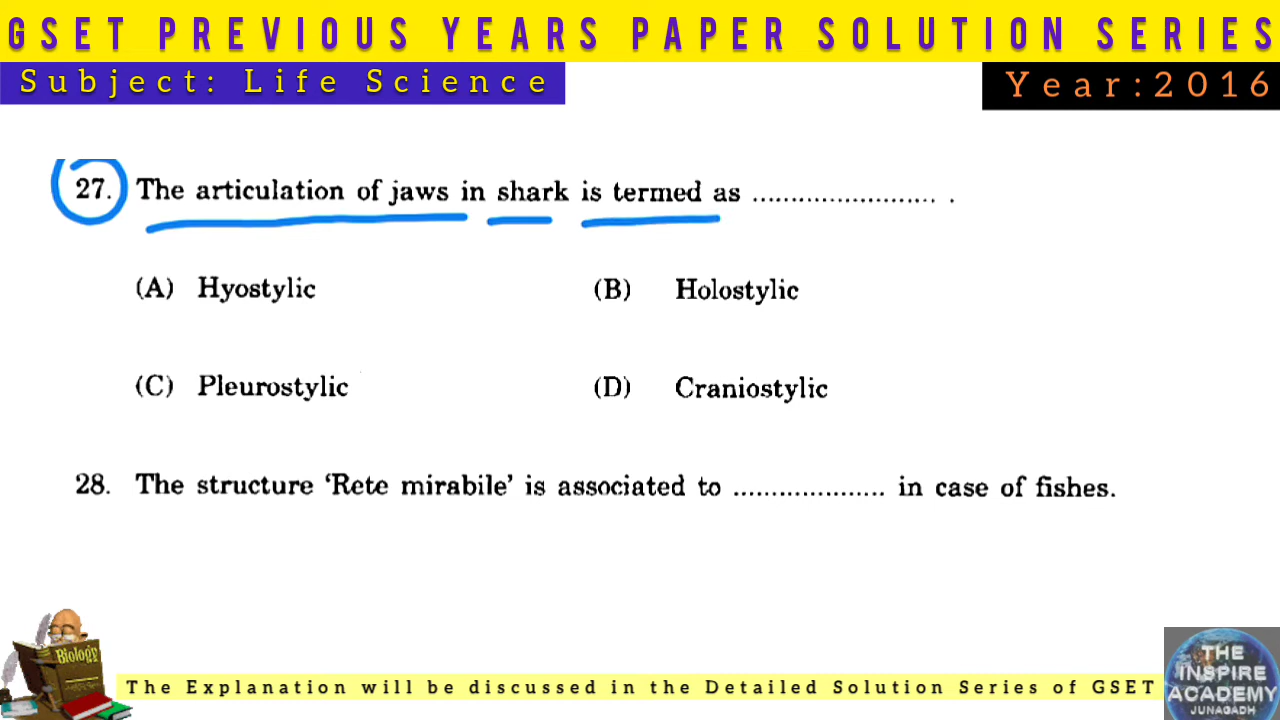 GSET PREVIOUS YEARS PAPER SOLUTION SERIES
Subject: Life Science
Year:2016
27. The articulation of jaws in shark is termed as ........................ .
(A) Hyostylic (B) Holostylic
(C) Pleurostylic (D) Craniostylic
28. The structure ‘Rete mirabile’ is associated to .................... in case of fishes.
Biology
The Explanation will be discussed in the Detailed Solution Series of GSET
THE
INSPIRE
ACADEMY
JUNAGADH